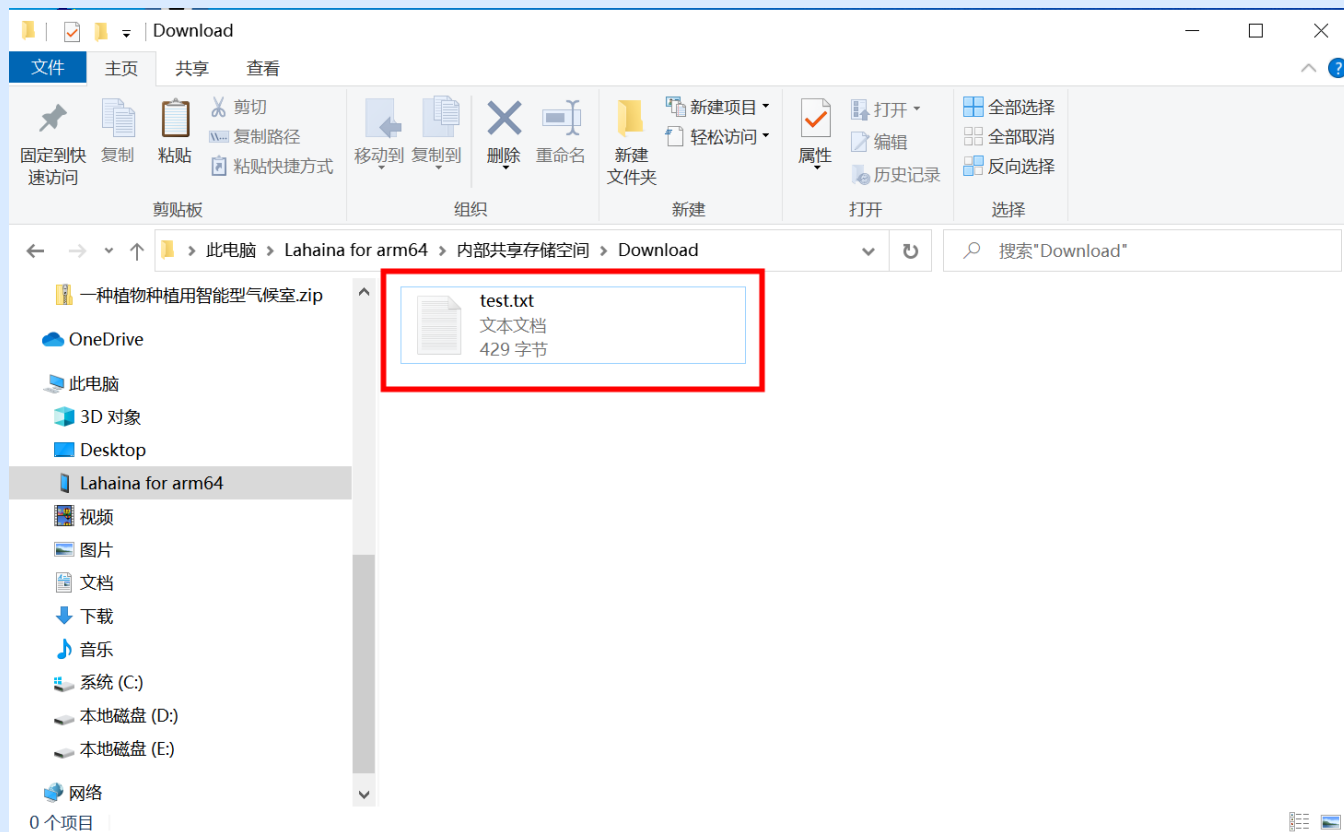 Download
文件 主页 共享 查看
固定到快
速访问
复制
粘贴
剪切
复制路径
粘贴快捷方式
剪贴板
移动到 复制到
删除 重命名
组织
新建
文件夹
新建项目
轻松访问
新建
属性
打开
编辑
历史记录
打开
全部选择
全部取消
反向选择
选择
此电脑 > Lahaina for arm64 > 内部共享存储空间 > Download
搜索"Download"
一种植物种植用智能型气候室.zip
OneDrive
此电脑
3D 对象
Desktop
Lahaina for arm64
视频
图片
文档
下载
音乐
系统 (C:)
本地磁盘 (D:)
本地磁盘 (E:)
网络
test.txt
文本文档
429 字节
0 个项目